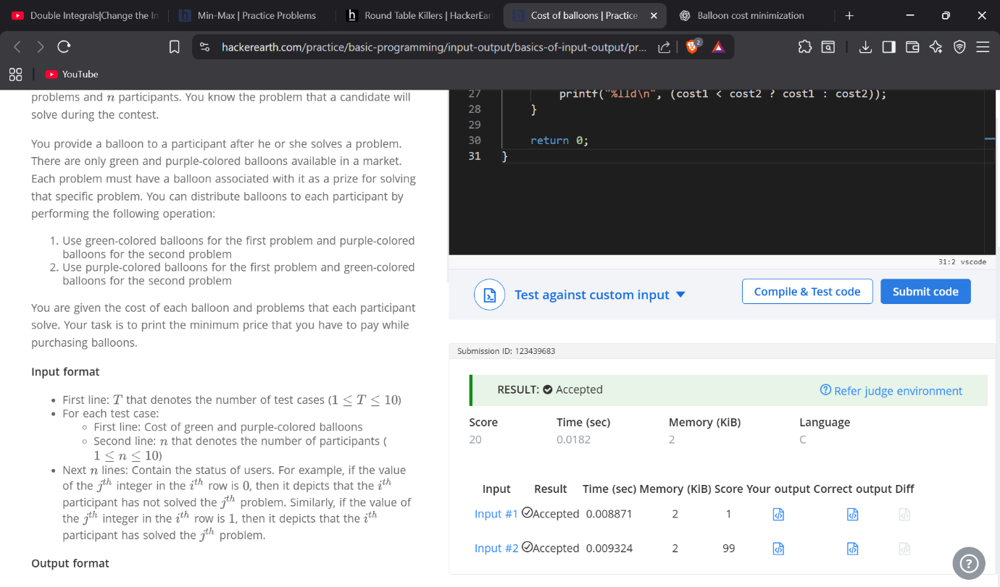 Double Integrals|Change the In
Min-Max | Practice Problems
Round Table Killers | HackerEar
Cost of balloons | Practice
Balloon cost minimization
hackerearth.com/practice/basic-programming/input-output/basics-of-input-output/pr...
2
YouTube
problems and n participants. You know the problem that a candidate will
solve during the contest.
You provide a balloon to a participant after he or she solves a problem.
There are only green and purple-colored balloons available in a market.
Each problem must have a balloon associated with it as a prize for solving
that specific problem. You can distribute balloons to each participant by
performing the following operation:
1. Use green-colored balloons for the first problem and purple-colored
balloons for the second problem
2. Use purple-colored balloons for the first problem and green-colored
balloons for the second problem
You are given the cost of each balloon and problems that each participant
solve. Your task is to print the minimum price that you have to pay while
purchasing balloons.
Input format
• First line: T that denotes the number of test cases (1 ≤ T ≤ 10)
• For each test case:
◦ First line: Cost of green and purple-colored balloons
◦ Second line: n that denotes the number of participants (
1 ≤ n ≤ 10)
• Next n lines: Contain the status of users. For example, if the value
of the jth integer in the ith row is 0, then it depicts that the ith
participant has not solved the jth problem. Similarly, if the value of
the jth integer in the ith row is 1, then it depicts that the ith
participant has solved the jth problem.
Output format
27 printf("%lld\n", (cost1 < cost2 ? cost1 : cost2));
28 }
29
30 return 0;
31 }
31:2 vscode
Test against custom input
Compile & Test code
Submit code
Submission ID: 123439683
RESULT: Accepted
Refer judge environment
Score Time (sec) Memory (KiB) Language
20 0.0182 2 C
Input Result Time (sec) Memory (KiB) Score Your output Correct output Diff
Input #1 Accepted 0.008871 2 1
Input #2 Accepted 0.009324 2 99